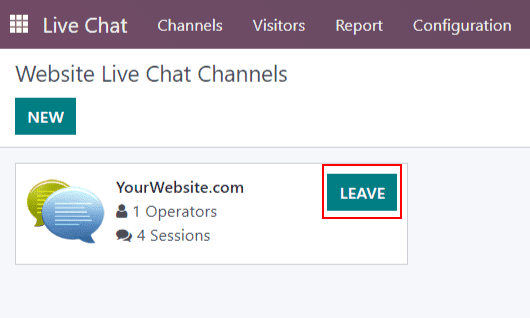 Live Chat Channels Visitors Report Configuration
Website Live Chat Channels
NEW
YourWebsite.com
LEAVE
1 Operators
4 Sessions